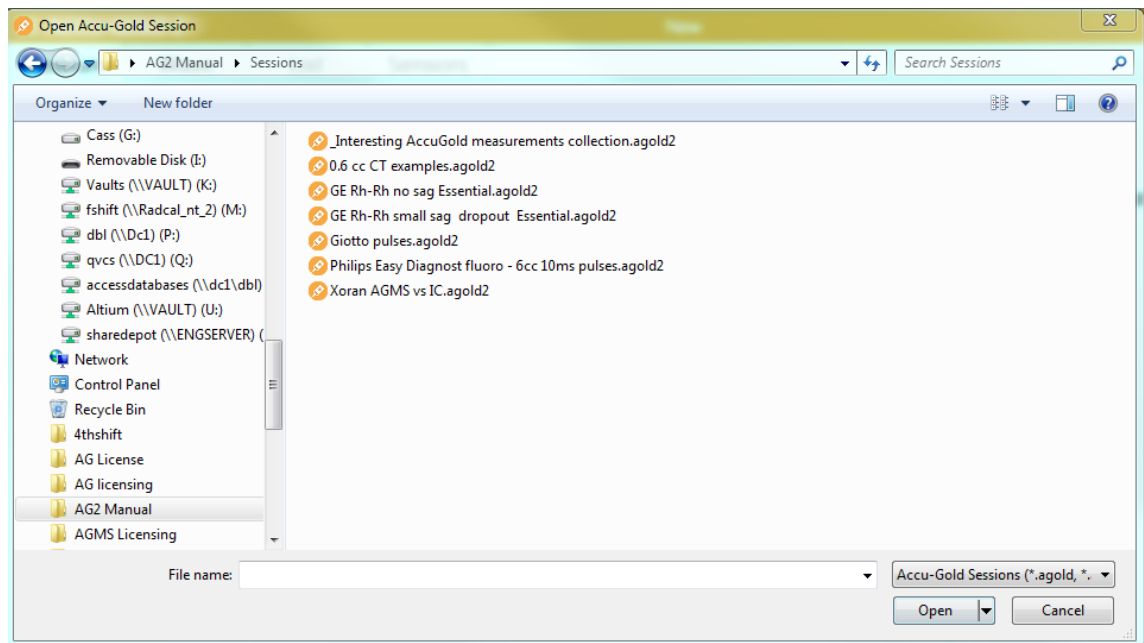 Open Accu-Gold Session
AG2 Manual Sessions
Search Sessions
Organize New folder
Cass (G:)
Removable Disk (I:)
Vaults (\\VAULT) (K:)
fshift (\\Radcal_nt_2) (M:)
dbl (\\Dc1) (P:)
qvcs (\\DC1) (Q:)
accessdatabases (\\dc1\dbl)
Altium (\\VAULT) (U:)
sharedepot (\\ENGSERVER) (
Network
Control Panel
Recycle Bin
4thshift
AG License
AG licensing
AG2 Manual
AGMS Licensing
_Interesting AccuGold measurements collection.agold2
0.6 cc CT examples.agold2
GE Rh-Rh no sag Essential.agold2
GE Rh-Rh small sag  dropout  Essential.agold2
Giotto pulses.agold2
Philips Easy Diagnost fluoro - 6cc 10ms pulses.agold2
Xoran AGMS vs IC.agold2
File name:
Accu-Gold Sessions (*.agold, *.
Open Cancel